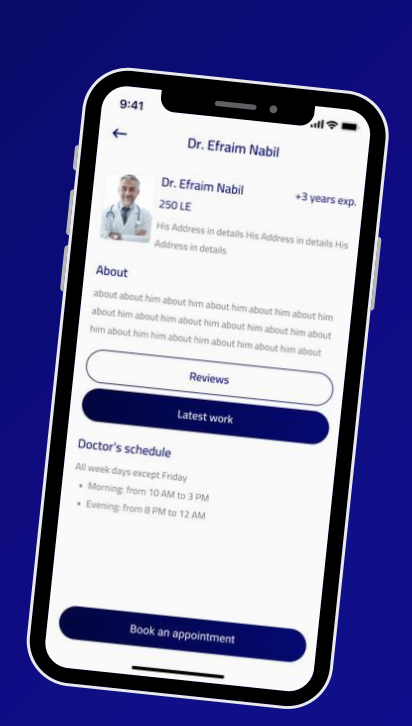 9:41
Dr. Efraim Nabil
Dr. Efraim Nabil
+3 years exp.
250 LE
His Address in details His Address in details His
Address in details
About
about about him about him about him about him about him
about him about him about him about him about him about
him about him him about him about him about him about
Reviews
Latest work
Doctor's schedule
All week days except Friday
• Morning: from 10 AM to 3 PM
• Evening: from 8 PM to 12 AM
Book an appointment